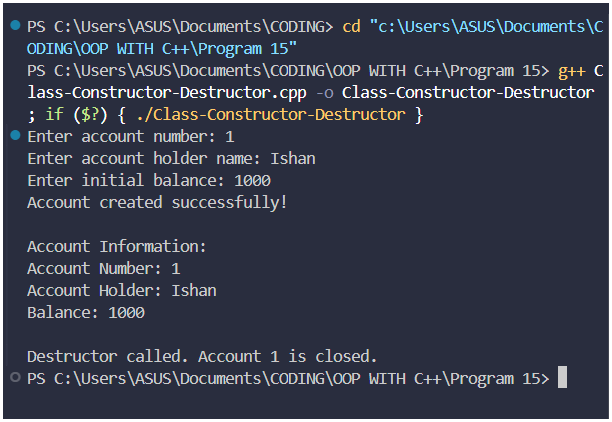 PS C:\Users\ASUS\Documents\CODING> cd "c:\Users\ASUS\Documents\C
ODING\OOP WITH C++\Program 15"
PS C:\Users\ASUS\Documents\CODING\OOP WITH C++\Program 15> g++ C
lass-Constructor-Destructor.cpp -o Class-Constructor-Destructor
; if ($?) { ./Class-Constructor-Destructor }
Enter account number: 1
Enter account holder name: Ishan
Enter initial balance: 1000
Account created successfully!

Account Information:
Account Number: 1
Account Holder: Ishan
Balance: 1000

Destructor called. Account 1 is closed.
PS C:\Users\ASUS\Documents\CODING\OOP WITH C++\Program 15>